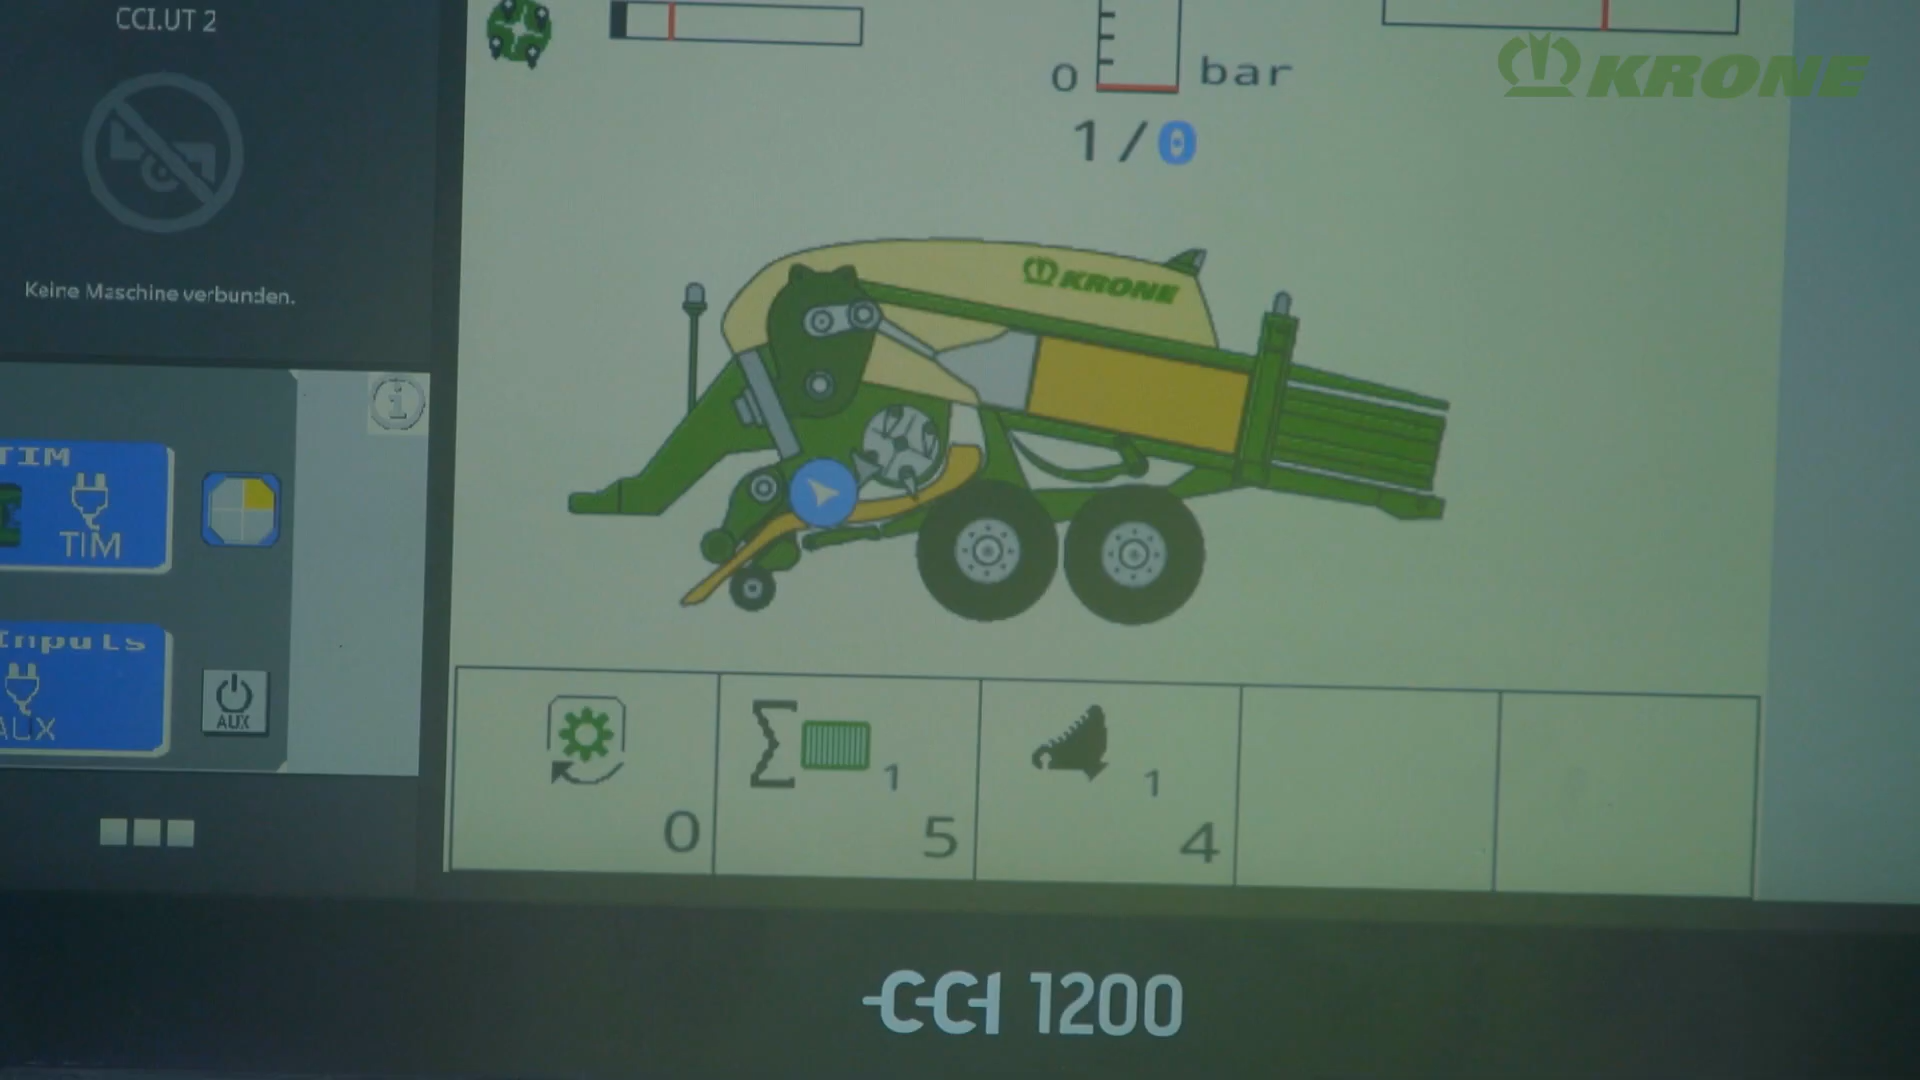 CCI.UT 2
Keine Maschine verbunden.
TIM
TIM
Inputs
AUX
AUX
0
bar
1/0
KRONE
KRONE
0
1
5
1
4
CCI 1200